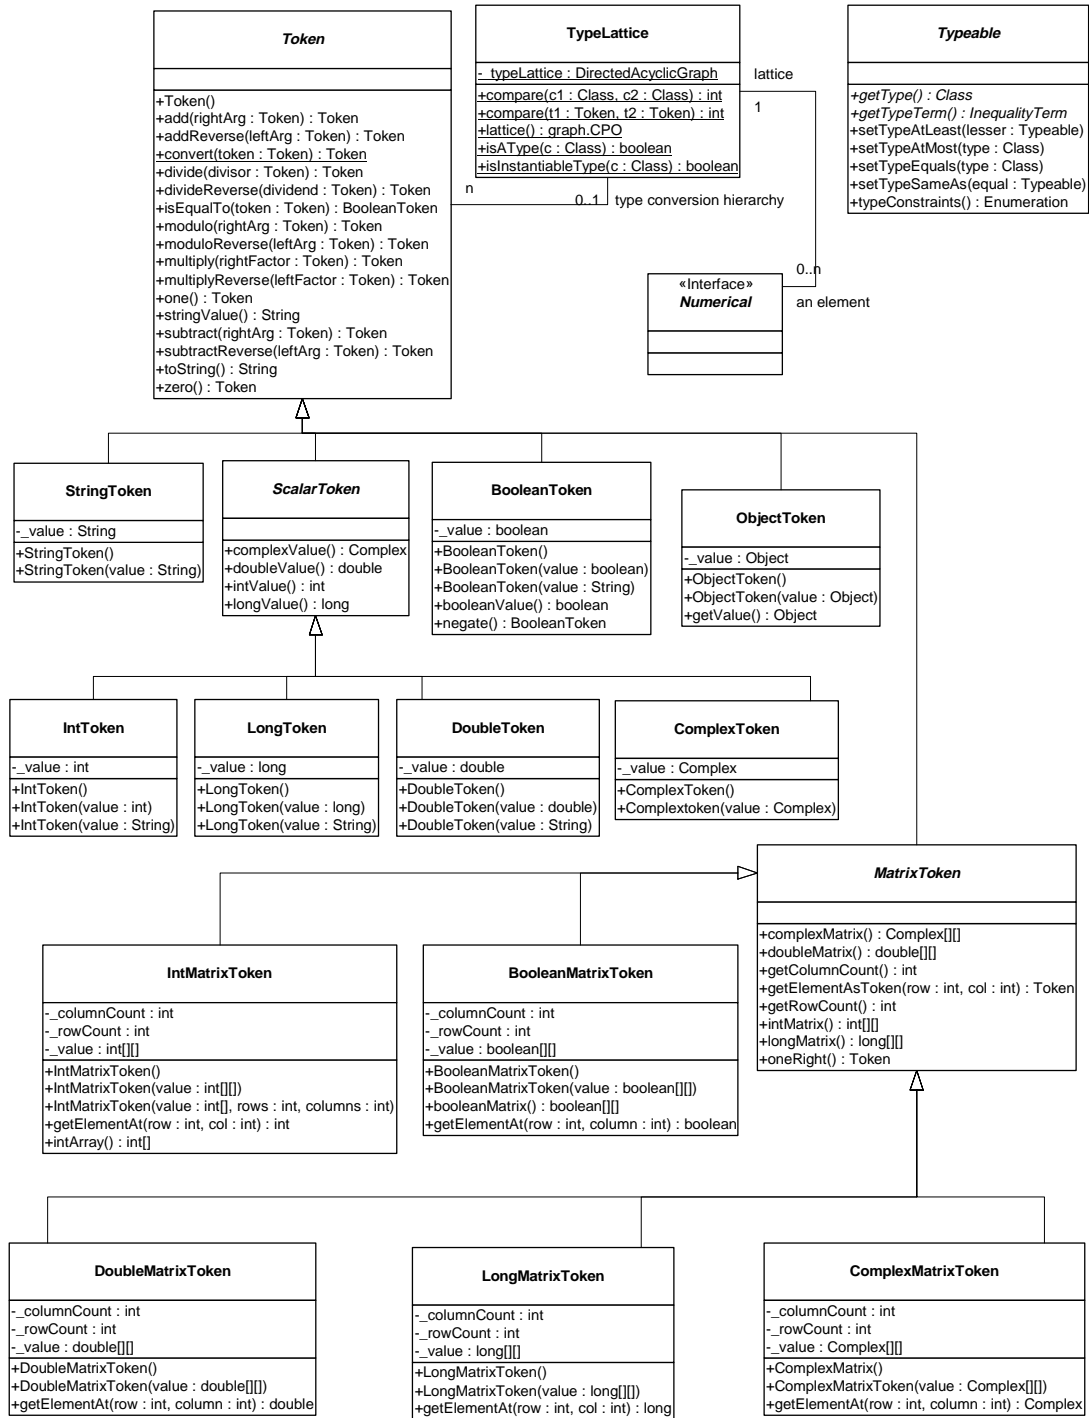 Token
+Token()
+add(rightArg : Token) : Token
+addReverse(leftArg : Token) : Token
+convert(token : Token) : Token
+divide(divisor : Token) : Token
+divideReverse(dividend : Token) : Token
+isEqualTo(token : Token) : BooleanToken
+modulo(rightArg : Token) : Token
+moduloReverse(leftArg : Token) : Token
+multiply(rightFactor : Token) : Token
+multiplyReverse(leftFactor : Token) : Token
+one() : Token
+stringValue() : String
+subtract(rightArg : Token) : Token
+subtractReverse(leftArg : Token) : Token
+toString() : String
+zero() : Token
TypeLattice
-_typeLattice : DirectedAcyclicGraph
+compare(c1 : Class, c2 : Class) : int
+compare(t1 : Token, t2 : Token) : int
+lattice() : graph.CPO
+isAType(c : Class) : boolean
+isInstantiableType(c : Class) : boolean
lattice
1
n
0..1
type conversion hierarchy
Typeable
+getType() : Class
+getTypeTerm() : InequalityTerm
+setTypeAtLeast(lesser : Typeable)
+setTypeAtMost(type : Class)
+setTypeEquals(type : Class)
+setTypeSameAs(equal : Typeable)
+typeConstraints() : Enumeration
«Interface»
Numerical
0..n
an element
StringToken
-_value : String
+StringToken()
+StringToken(value : String)
ScalarToken
+complexValue() : Complex
+doubleValue() : double
+intValue() : int
+longValue() : long
BooleanToken
-_value : boolean
+BooleanToken()
+BooleanToken(value : boolean)
+BooleanToken(value : String)
+booleanValue() : boolean
+negate() : BooleanToken
ObjectToken
-_value : Object
+ObjectToken()
+ObjectToken(value : Object)
+getValue() : Object
IntToken
-_value : int
+IntToken()
+IntToken(value : int)
+IntToken(value : String)
LongToken
-_value : long
+LongToken()
+LongToken(value : long)
+LongToken(value : String)
DoubleToken
-_value : double
+DoubleToken()
+DoubleToken(value : double)
+DoubleToken(value : String)
ComplexToken
-_value : Complex
+ComplexToken()
+Complextoken(value : Complex)
MatrixToken
+complexMatrix() : Complex[][]
+doubleMatrix() : double[][]
+getColumnCount() : int
+getElementAsToken(row : int, col : int) : Token
+getRowCount() : int
+intMatrix() : int[][]
+longMatrix() : long[][]
+oneRight() : Token
IntMatrixToken
-_columnCount : int
-_rowCount : int
-_value : int[][]
+IntMatrixToken()
+IntMatrixToken(value : int[][])
+IntMatrixToken(value : int[], rows : int, columns : int)
+getElementAt(row : int, col : int) : int
+intArray() : int[]
BooleanMatrixToken
-_columnCount : int
-_rowCount : int
-_value : boolean[][]
+BooleanMatrixToken()
+BooleanMatrixToken(value : boolean[][])
+booleanMatrix() : boolean[][]
+getElementAt(row : int, column : int) : boolean
DoubleMatrixToken
-_columnCount : int
-_rowCount : int
-_value : double[][]
+DoubleMatrixToken()
+DoubleMatrixToken(value : double[][])
+getElementAt(row : int, column : int) : double
LongMatrixToken
-_columnCount : int
-_rowCount : int
-_value : long[][]
+LongMatrixToken()
+LongMatrixToken(value : long[][])
+getElementAt(row : int, col : int) : long
ComplexMatrixToken
-_columnCount : int
-_rowCount : int
-_value : Complex[][]
+ComplexMatrix()
+ComplexMatrixToken(value : Complex[][])
+getElementAt(row : int, column : int) : Complex